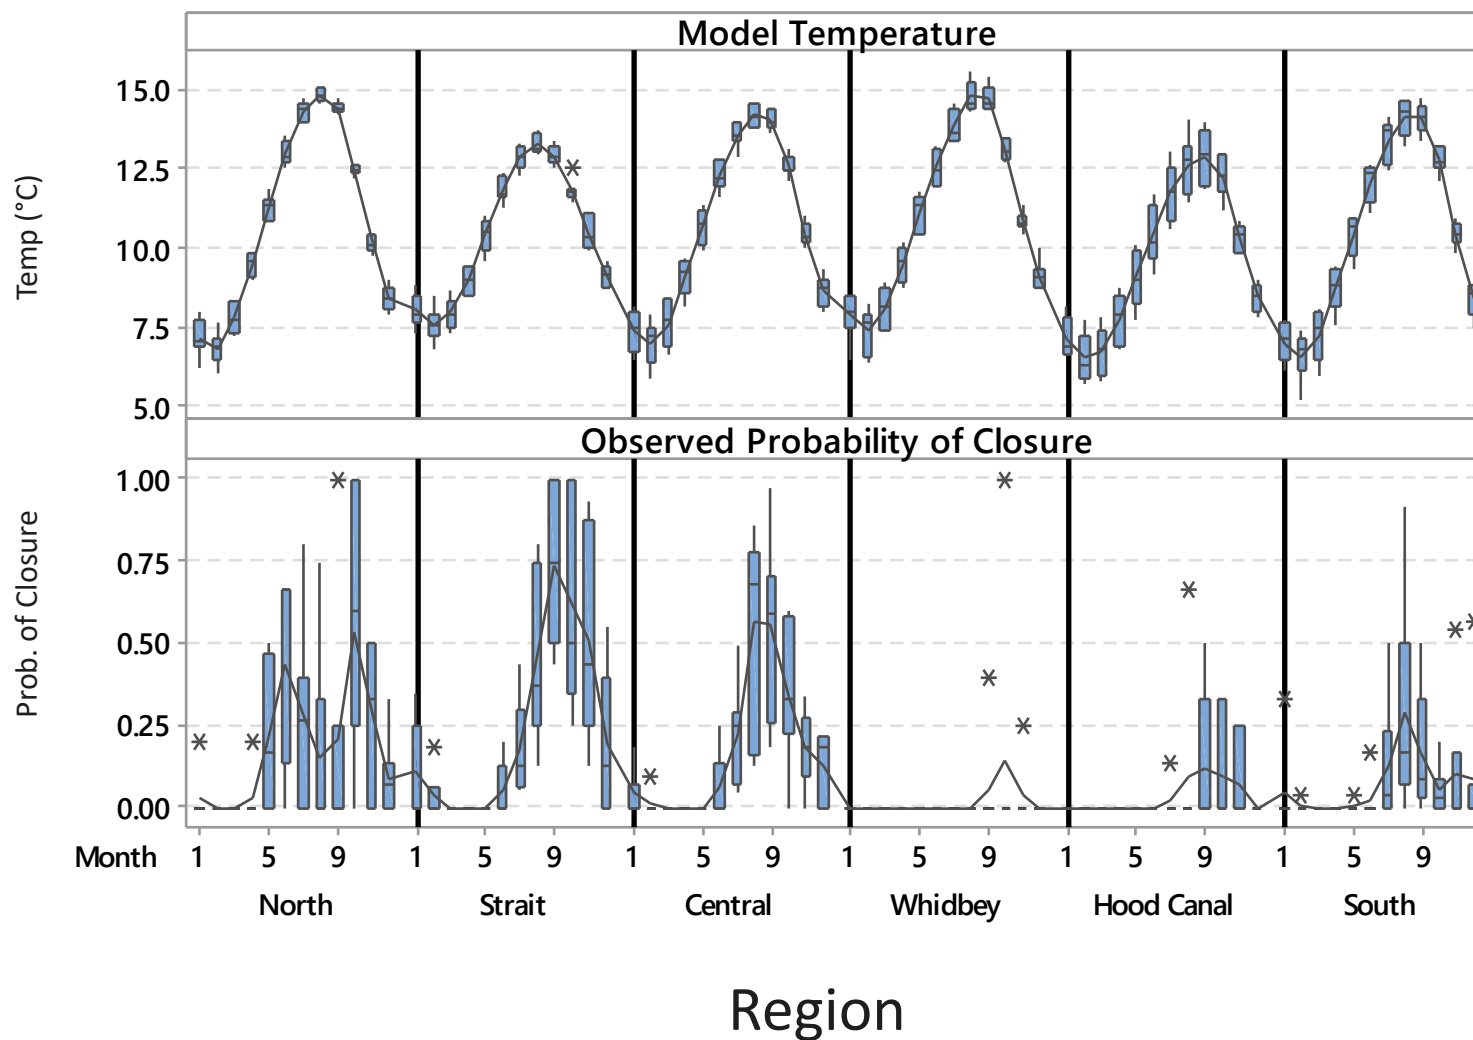 Model Temperature
Temp (°C)
15.0
12.5
10.0
7.5
5.0
Observed Probability of Closure
Prob. of Closure
1.00
0.75
0.50
0.25
0.00
Month 1 5 9 1 5 9 1 5 9 1 5 9 1 5 9 1 5 9
North Strait Central Whidbey Hood Canal South
Region